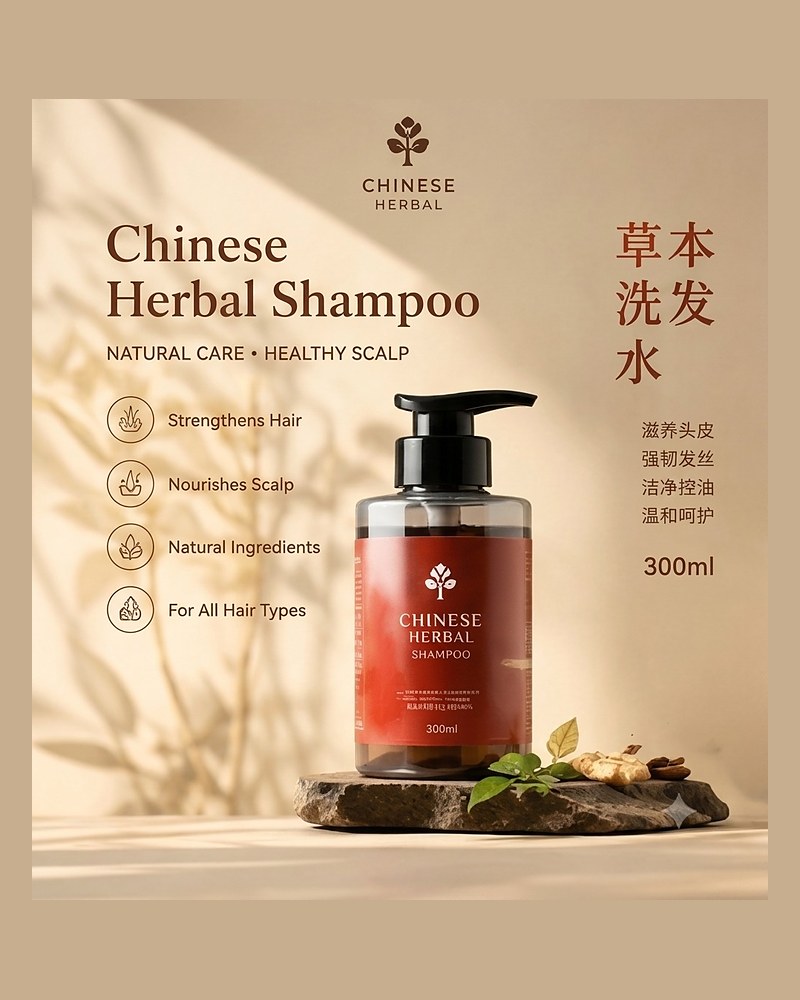 CHINESE
HERBAL
Chinese
Herbal Shampoo
NATURAL CARE • HEALTHY SCALP
Strengthens Hair
Nourishes Scalp
Natural Ingredients
For All Hair Types
草本
洗发
水
滋养头皮
强韧发丝
洁净控油
温和呵护
300ml
CHINESE
HERBAL
SHAMPOO
300ml